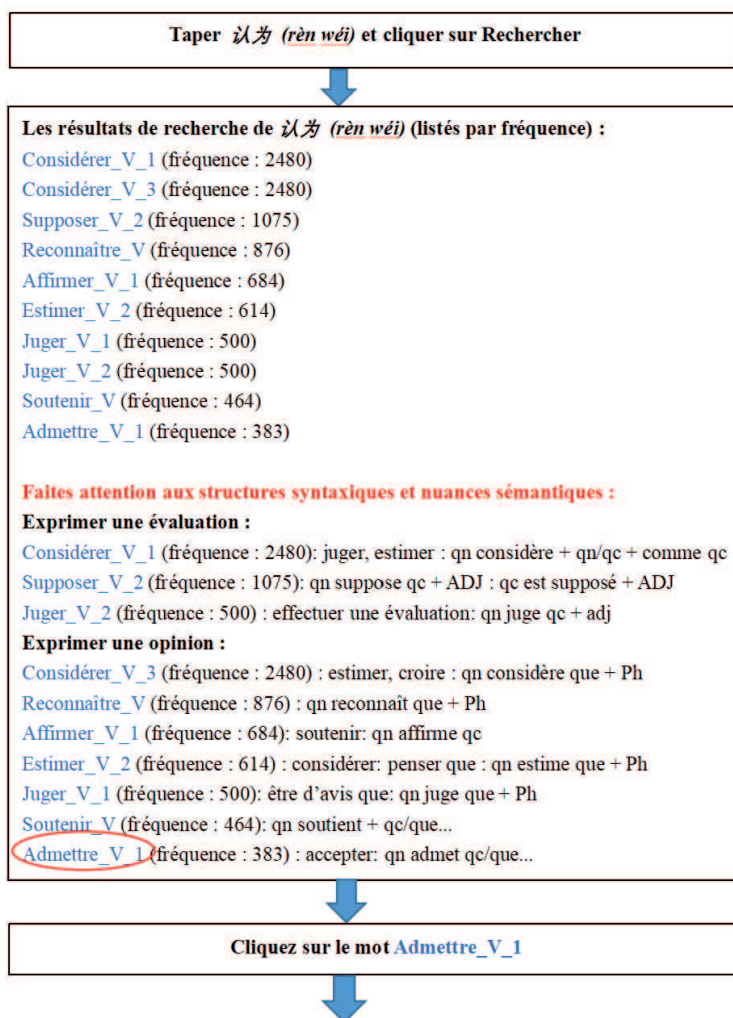 Taper 认为 (rèn wéi) et cliquer sur Rechercher
Les résultats de recherche de 认为 (rèn wéi) (listés par fréquence) :
Considérer_V_1 (fréquence : 2480)
Considérer_V_3 (fréquence : 2480)
Supposer_V_2 (fréquence : 1075)
Reconnaître_V (fréquence : 876)
Affirmer_V_1 (fréquence : 684)
Estimer_V_2 (fréquence : 614)
Juger_V_1 (fréquence : 500)
Juger_V_2 (fréquence : 500)
Soutenir_V (fréquence : 464)
Admettre_V_1 (fréquence : 383)
Faites attention aux structures syntaxiques et nuances sémantiques :
Exprimer une évaluation :
Considérer_V_1 (fréquence : 2480): juger, estimer : qn considère + qn/qc + comme qc
Supposer_V_2 (fréquence : 1075): qn suppose qc + ADJ : qc est supposé + ADJ
Juger_V_2 (fréquence : 500) : effectuer une évaluation: qn juge qc + adj
Exprimer une opinion :
Considérer_V_3 (fréquence : 2480) : estimer, croire : qn considère que + Ph
Reconnaître_V (fréquence : 876) : qn reconnaît que + Ph
Affirmer_V_1 (fréquence : 684): soutenir: qn affirme qc
Estimer_V_2 (fréquence : 614) : considérer: penser que : qn estime que + Ph
Juger_V_1 (fréquence : 500): être d'avis que: qn juge que + Ph
Soutenir_V (fréquence : 464): qn soutient + qc/que...
Admettre_V_1 (fréquence : 383) : accepter: qn admet qc/que...
Cliquez sur le mot Admettre_V_1